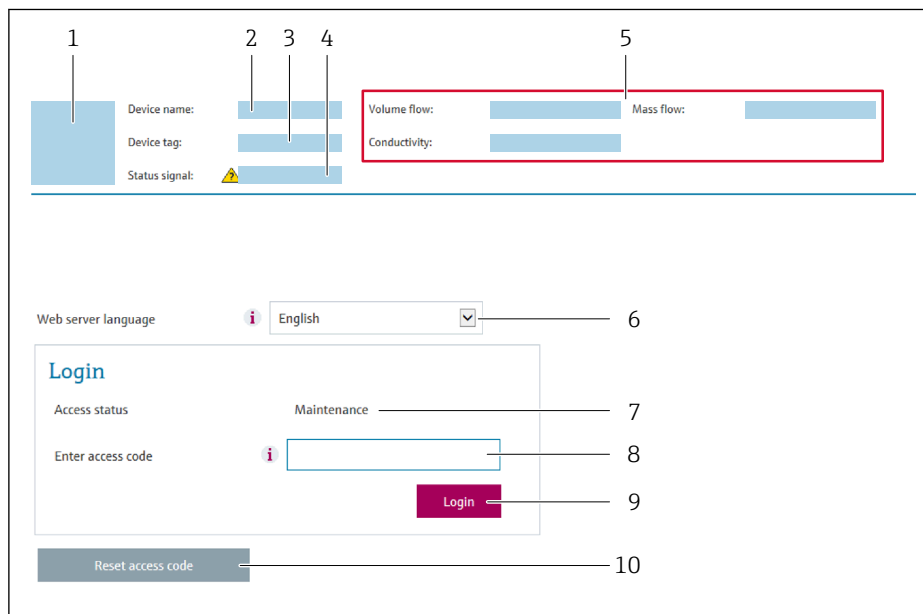 1 2 3 4 5
Device name: Volume flow: Mass flow:
Device tag: Conductivity:
Status signal: ?
Web server language i English 6
Login
Access status Maintenance 7
Enter access code i 8
Login 9
Reset access code 10